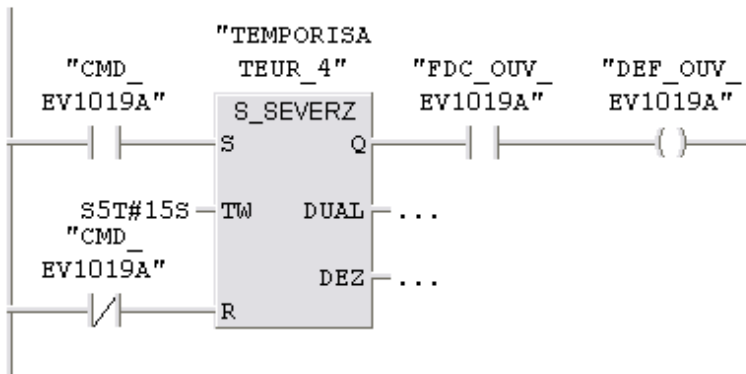 "TEMPORISA
TEUR_4"
"CMD_
EV1019A"
"FDC_OUV_
EV1019A"
"DEF_OUV_
EV1019A"
S_SEVERZ
S
Q
S5T#15S
TW
DUAL
...
"CMD_
EV1019A"
DEZ
...
R